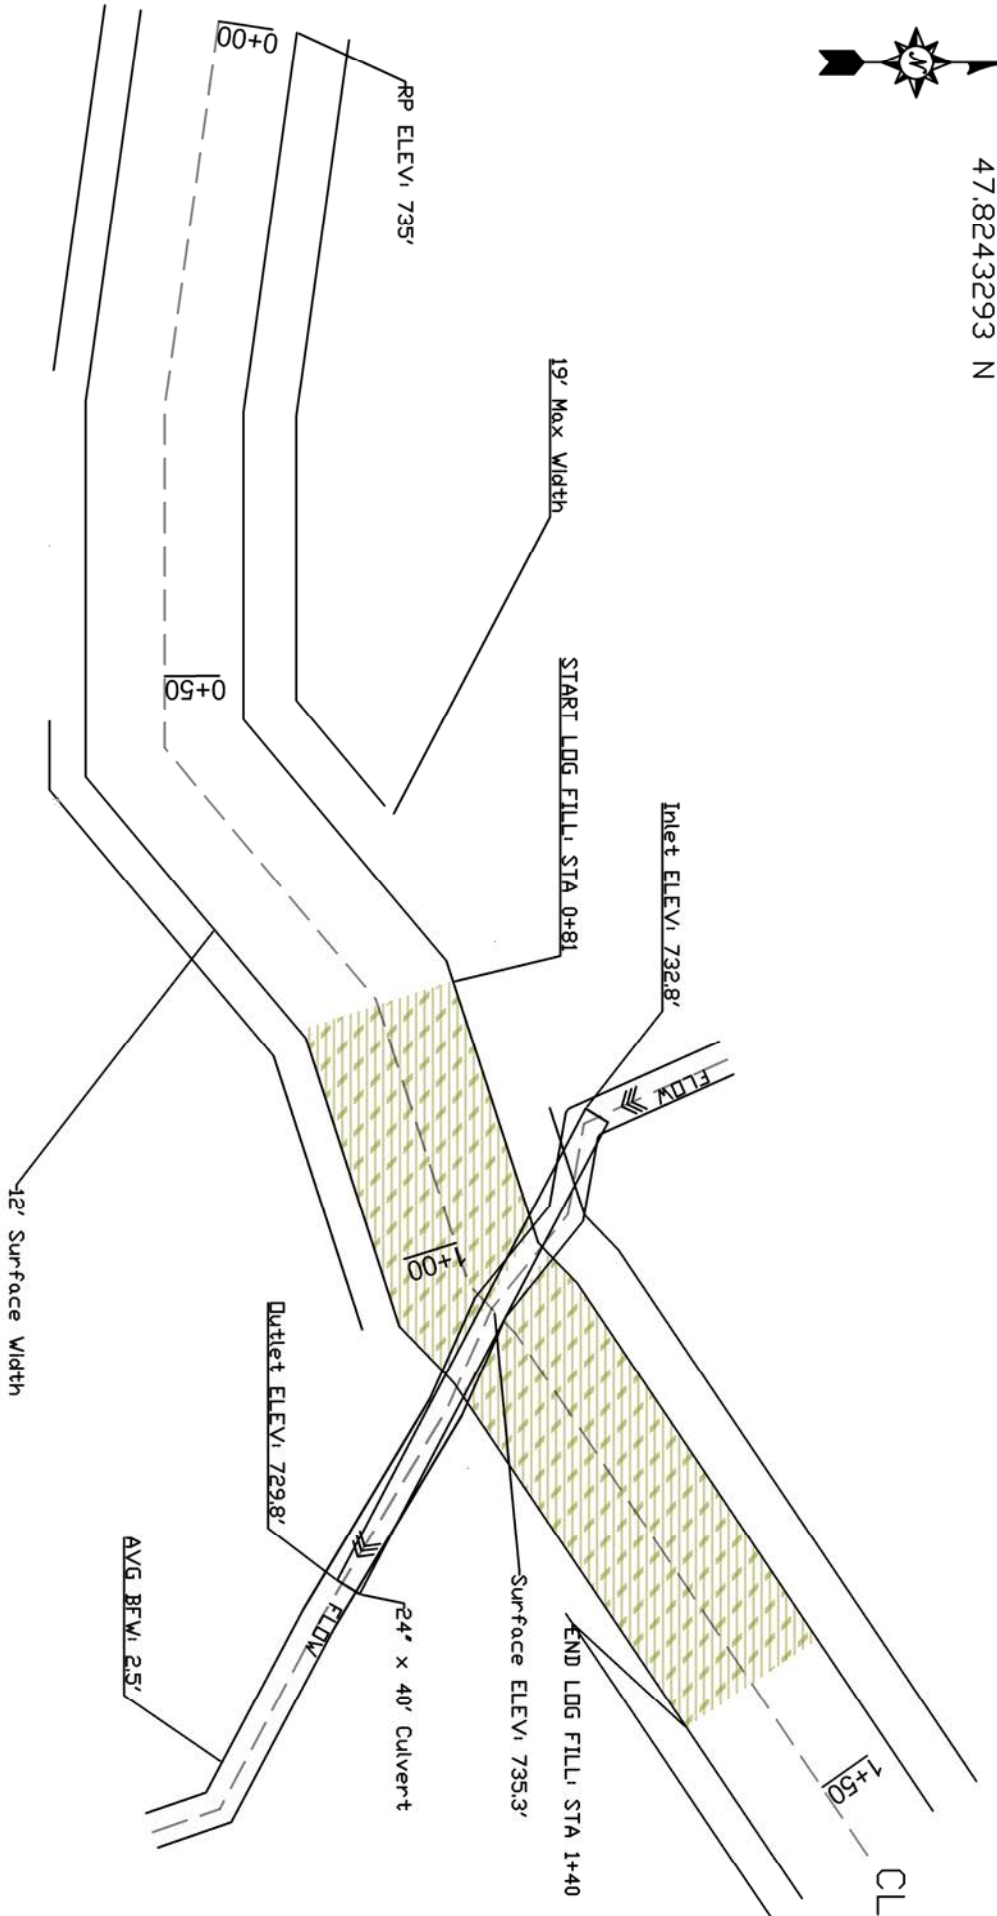 N
47.8243293 N
0+00
RP ELEV: 735'
19' Max Width
0+50
START LOG FILL: STA 0+81
Inlet ELEV: 732.8'
FLOW
12' Surface Width
1+00
Outlet ELEV: 729.8'
FLOW
AVG BFW: 2.5'
24" x 40' Culvert
Surface ELEV: 735.3'
END LOG FILL: STA 1+40
1+50
CL